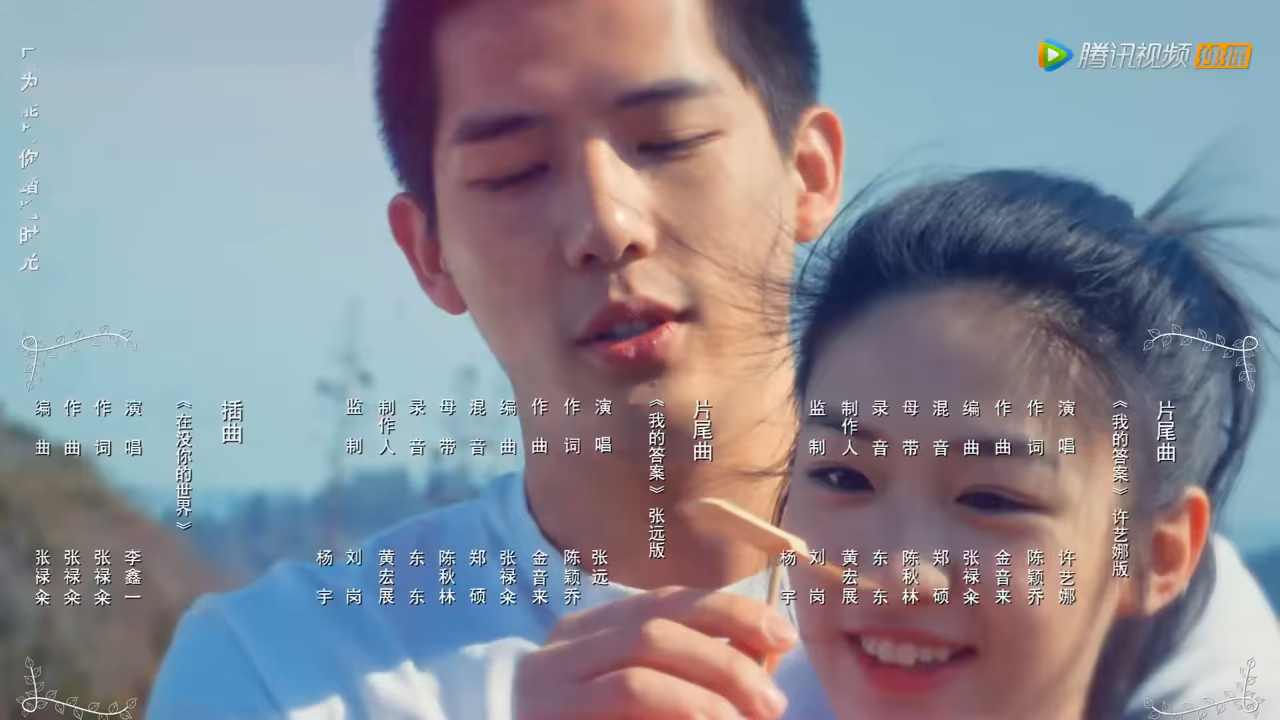 腾讯视频
片尾曲
《我的答案》 许艺娜版
演唱 许艺娜
作词 陈颖乔
作曲 金音来
编曲 张禄籴
混音 郑硕
母带 陈秋林
录音 东东
制作人 黄宏展
监制 刘岗
杨宇
片尾曲
《我的答案》 张远版
演唱 张远
作词 陈颖乔
作曲 金音来
编曲 张禄籴
混音 郑硕
母带 陈秋林
录音 东东
制作人 黄宏展
监制 刘岗
杨宇
插曲
《在没你的世界》
演唱 李鑫一
作词 张禄籴
作曲 张禄籴
编曲 张禄籴